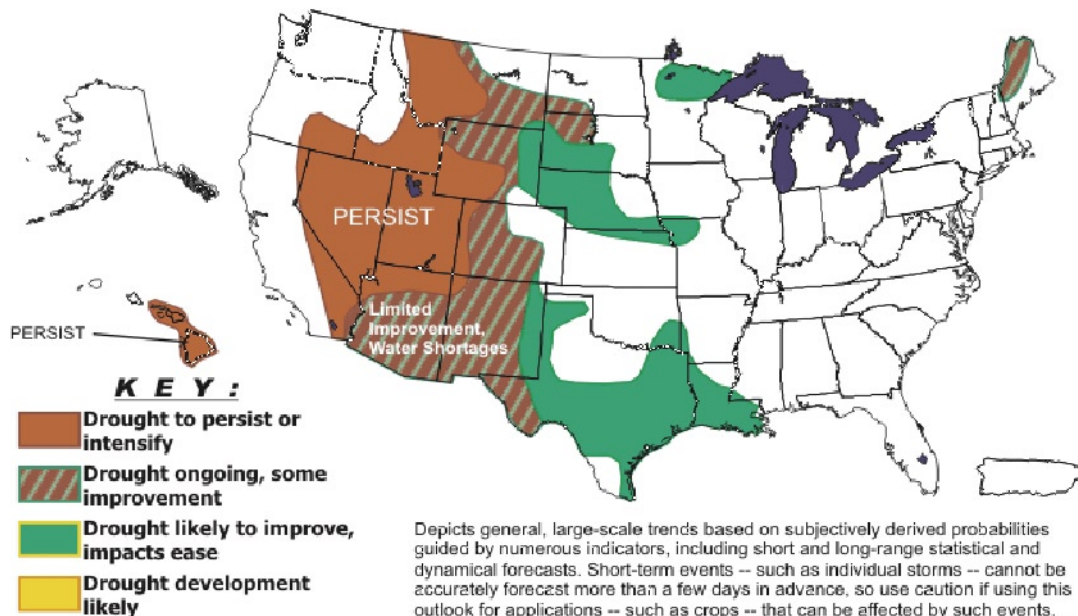 PERSIST
Limited
Improvement,
Water Shortages
PERSIST
K E Y :
Drought to persist or
intensify
Drought ongoing, some
improvement
Drought likely to improve,
impacts ease
Drought development
likely
Depicts general, large-scale trends based on subjectively derived probabilities
guided by numerous indicators, including short and long-range statistical and
dynamical forecasts. Short-term events -- such as individual storms -- cannot be
accurately forecast more than a few days in advance, so use caution if using this
outlook for applications -- such as crops -- that can be affected by such events.